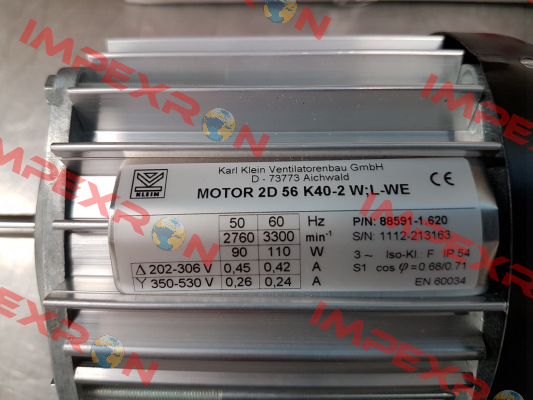 IMPEXRON
IMPEXRON
IMPEXRON
IMPEXRON
Karl Klein Ventilatorenbau GmbH
D - 73773 Aichwald
KLEIN
MOTOR 2D 56 K40-2 W;L-WE
CE
50 60 Hz
P/N: 88591-1.620
2760 3300 min⁻¹
S/N: 1112-213163
90 110 W
3 ~ Iso-Kl.: F IP 54
Δ 202-306 V 0,45 0,42 A
S1 cos φ=0.68/0.71
Y 350-530 V 0,26 0,24 A
EN 60034